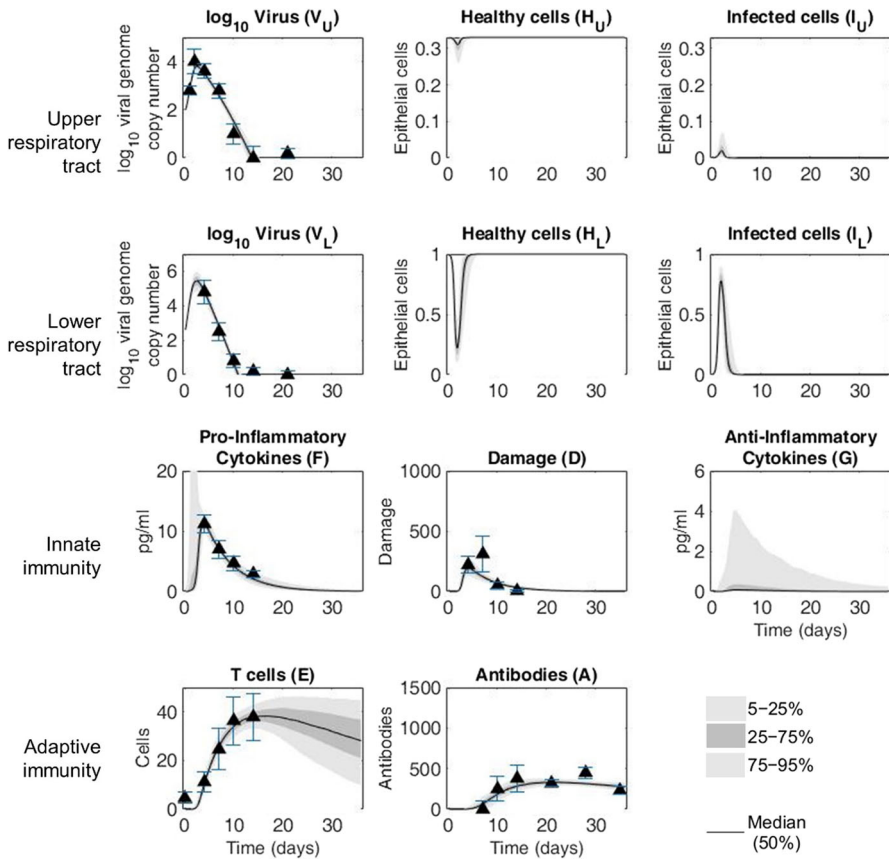 log10 Virus (VU)
Healthy cells (HU)
Infected cells (IU)
Upper
respiratory
tract
log10 viral genome
copy number
4
2
0
0 10 20 30
Epithelial cells
0.3
0.2
0.1
0
0 10 20 30
Epithelial cells
0.3
0.2
0.1
0
0 10 20 30
log10 Virus (VL)
Healthy cells (HL)
Infected cells (IL)
Lower
respiratory
tract
log10 viral genome
copy number
6
4
2
0
0 10 20 30
Epithelial cells
1
0.5
0
0 10 20 30
Epithelial cells
1
0.5
0
0 10 20 30
Pro-Inflammatory
Cytokines (F)
Damage (D)
Anti-Inflammatory
Cytokines (G)
Innate
immunity
pg/ml
20
10
0
0 10 20 30
Damage
1000
500
0
0 10 20 30
pg/ml
6
4
2
0
0 10 20 30
Time (days)
T cells (E)
Antibodies (A)
Adaptive
immunity
Cells
40
20
0
0 10 20 30
Time (days)
Antibodies
1500
1000
500
0
0 10 20 30
Time (days)
5−25%
25−75%
75−95%
Median
(50%)